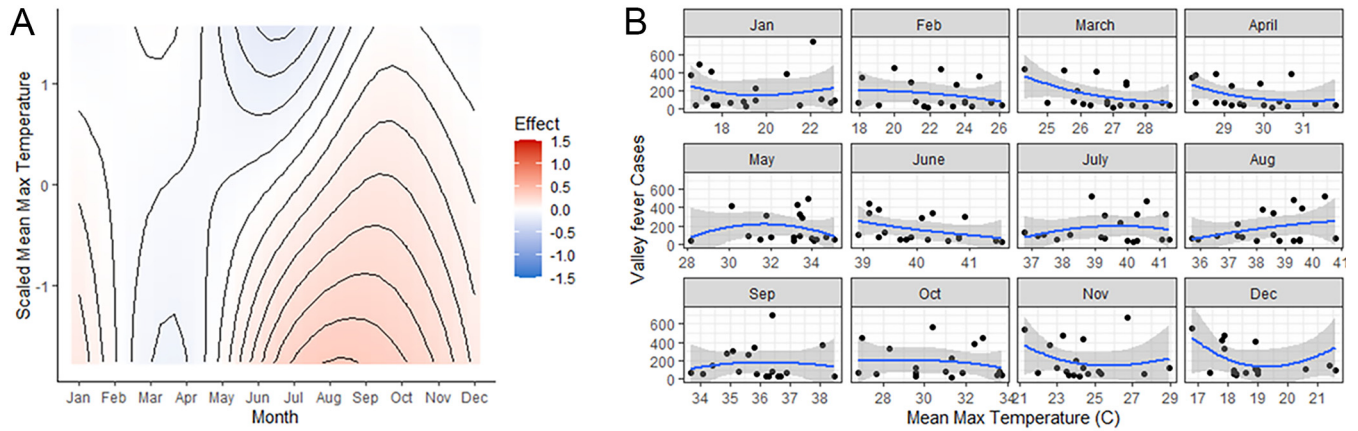 A
Scaled Mean Max Temperature
1
0
-1
Jan Feb Mar Apr May Jun Jul Aug Sep Oct Nov Dec
Month
Effect
1.5
1.0
0.5
0.0
-0.5
-1.0
-1.5
B
Valley fever Cases
Jan Feb March April
600
400
200
0
18 20 22 18 20 22 24 26 25 26 27 28 29 30 31
May June July Aug
600
400
200
0
28 30 32 34 39 40 41 37 38 39 40 41 36 37 38 39 40 41
Sep Oct Nov Dec
600
400
200
0
34 35 36 37 38 28 30 32 34 21 23 25 27 29 17 18 19 20 21
Mean Max Temperature (C)